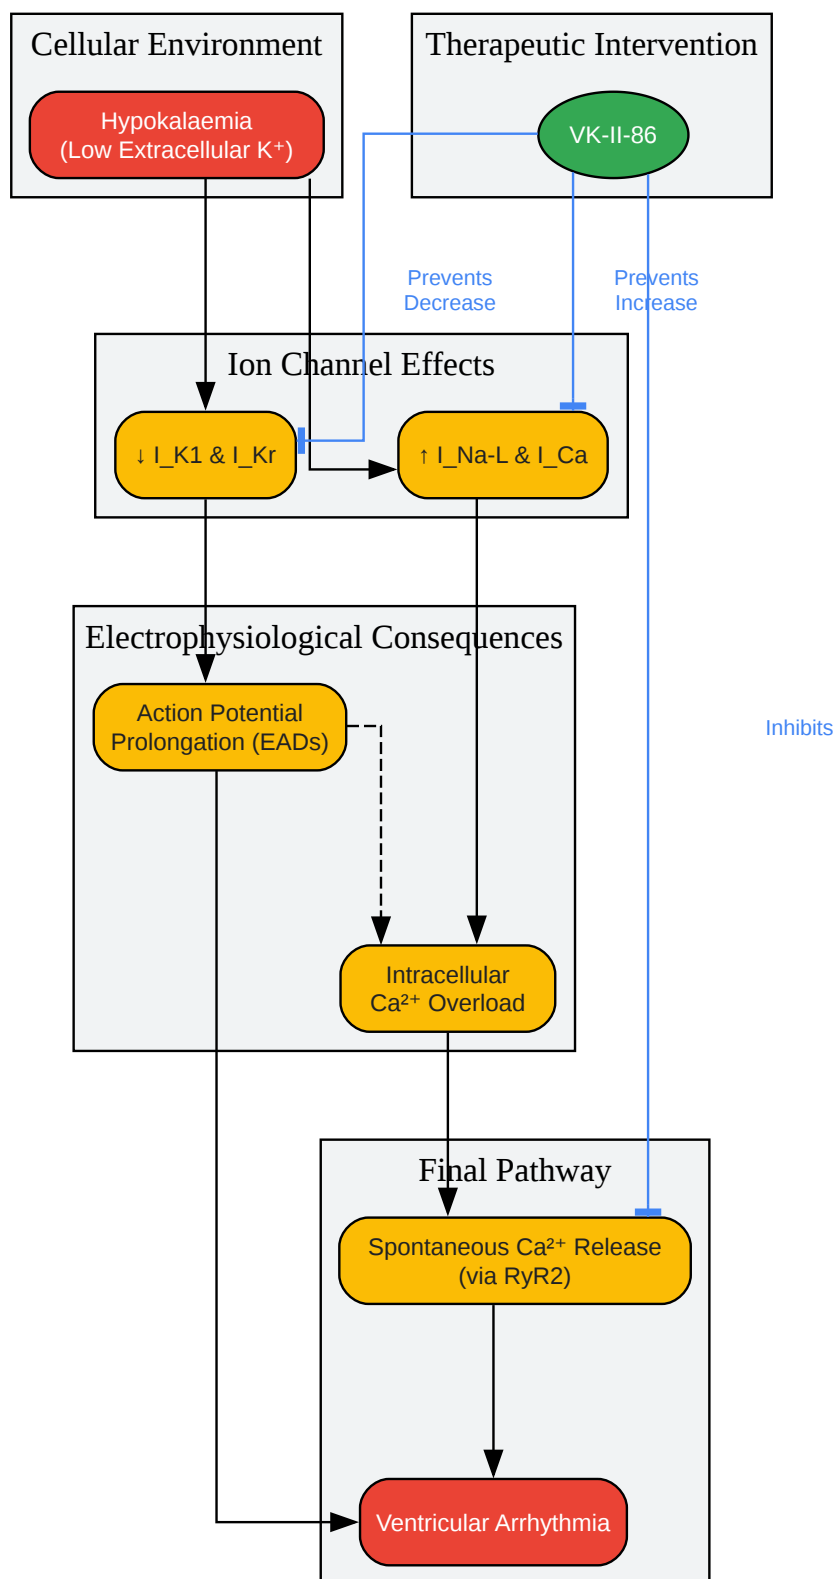 Cellular Environment
Therapeutic Intervention
Hypokalaemia
(Low Extracellular K⁺)
VK-II-86
Prevents
Decrease
Prevents
Increase
Ion Channel Effects
↓ I_K1 & I_Kr
↑ I_Na-L & I_Ca
Electrophysiological Consequences
Action Potential
Prolongation (EADs)
Inhibits
Intracellular
Ca²⁺ Overload
Final Pathway
Spontaneous Ca²⁺ Release
(via RyR2)
Ventricular Arrhythmia